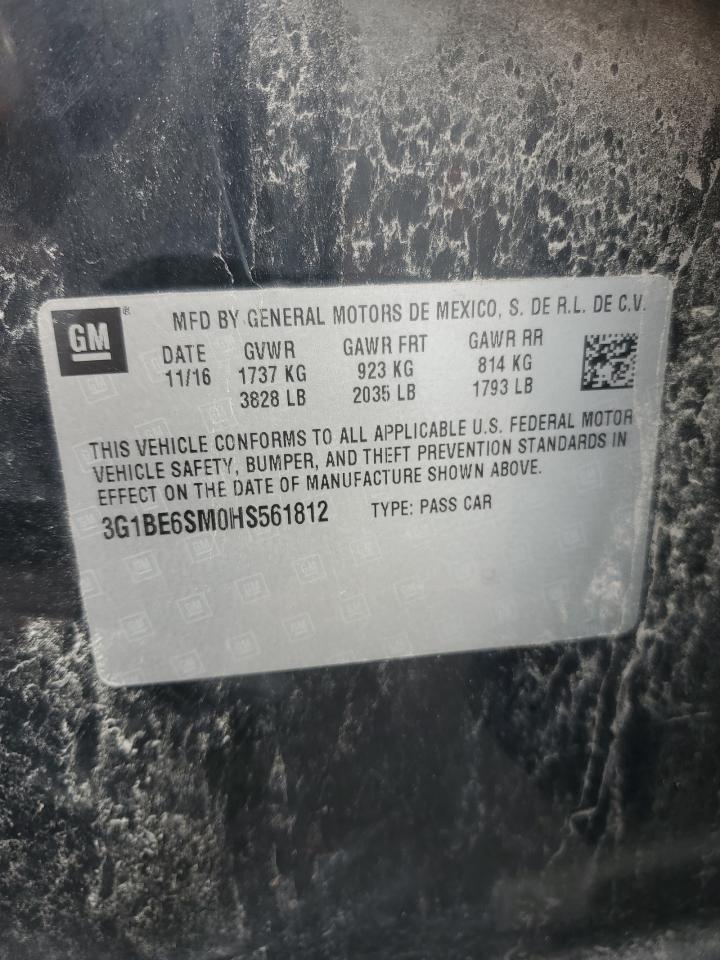 GM®
MFD BY GENERAL MOTORS DE MEXICO, S. DE R.L. DE C.V.
DATE GVWR GAWR FRT GAWR RR
11/16 1737 KG 923 KG 814 KG
3828 LB 2035 LB 1793 LB
THIS VEHICLE CONFORMS TO ALL APPLICABLE U.S. FEDERAL MOTOR
VEHICLE SAFETY, BUMPER, AND THEFT PREVENTION STANDARDS IN
EFFECT ON THE DATE OF MANUFACTURE SHOWN ABOVE.
3G1BE6SM0HS561812 TYPE: PASS CAR